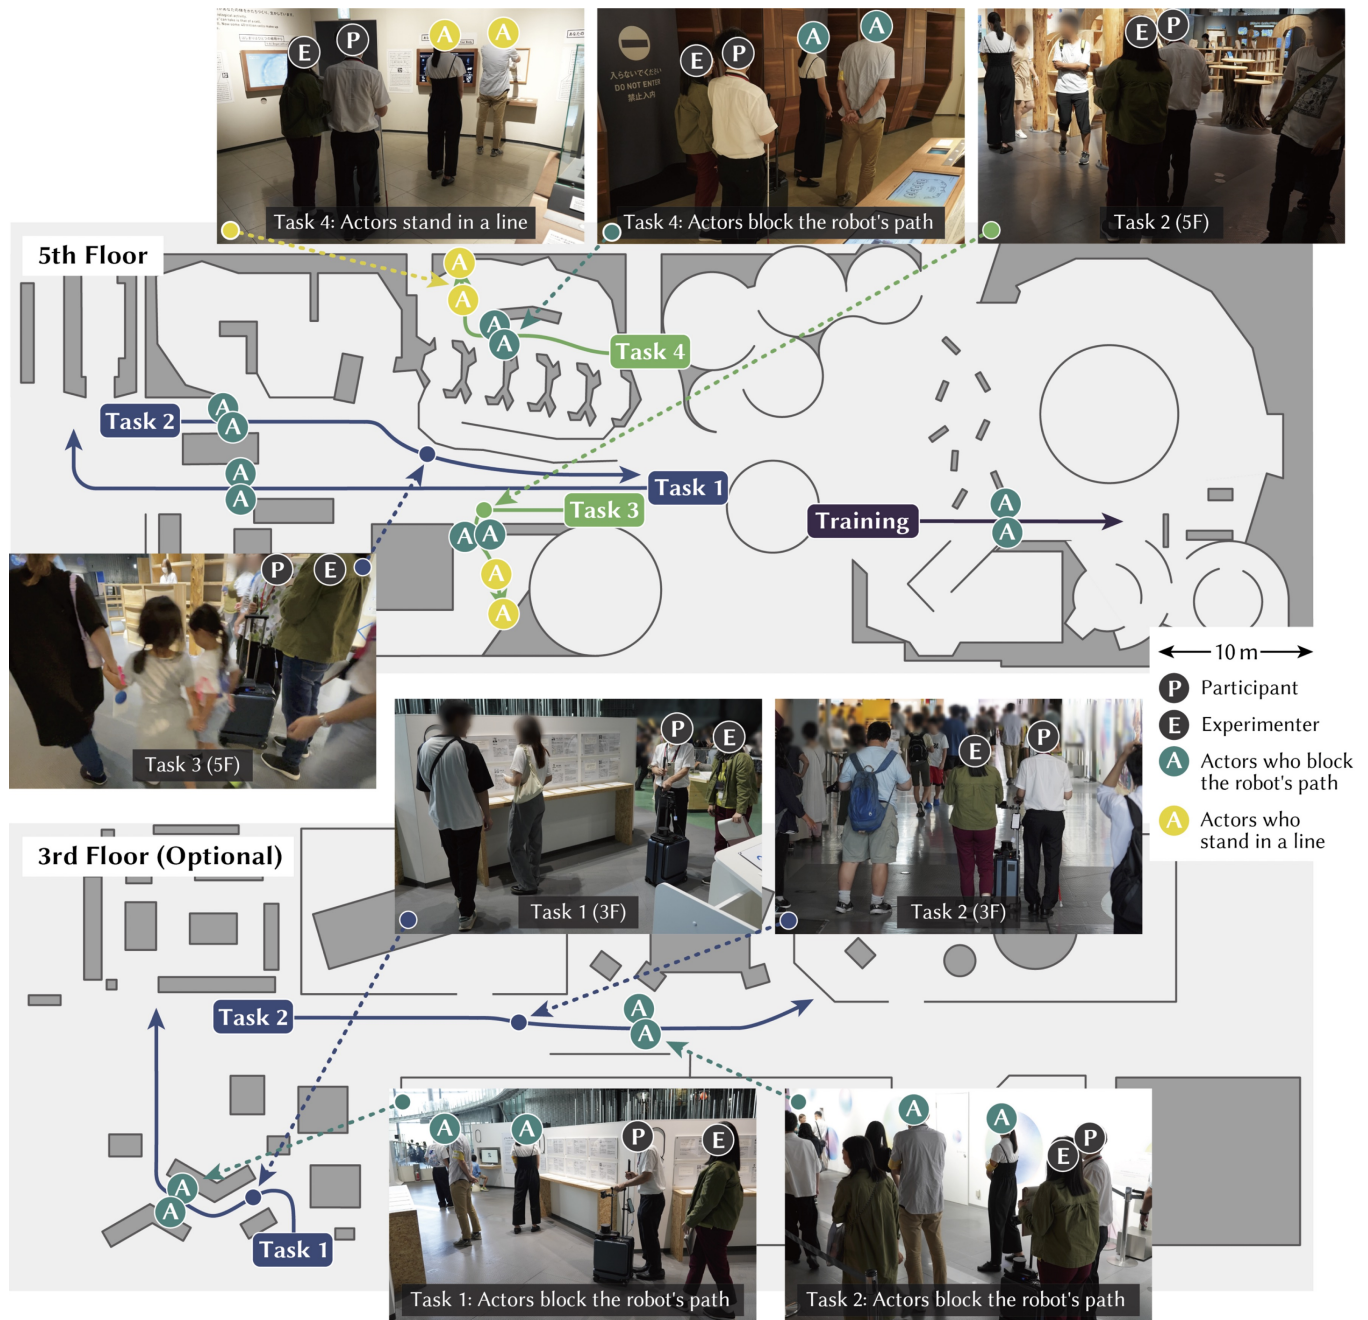 E
P
A
A
Task 4: Actors stand in a line
入らないでください
DO NOT ENTER
禁止入内
E
P
A
A
Task 4: Actors block the robot's path
E
P
Task 2 (5F)
5th Floor
A
A
A
A
Task 4
Task 2
A
A
A
A
Task 1
Task 3
A
A
A
A
Training
A
A
P
E
Task 3 (5F)
10 m
P Participant
E Experimenter
A Actors who block
the robot's path
A Actors who
stand in a line
P
E
Task 1 (3F)
E
P
Task 2 (3F)
3rd Floor (Optional)
Task 2
A
A
A
A
Task 1
A
A
P
E
Task 1: Actors block the robot's path
A
A
P
E
Task 2: Actors block the robot's path